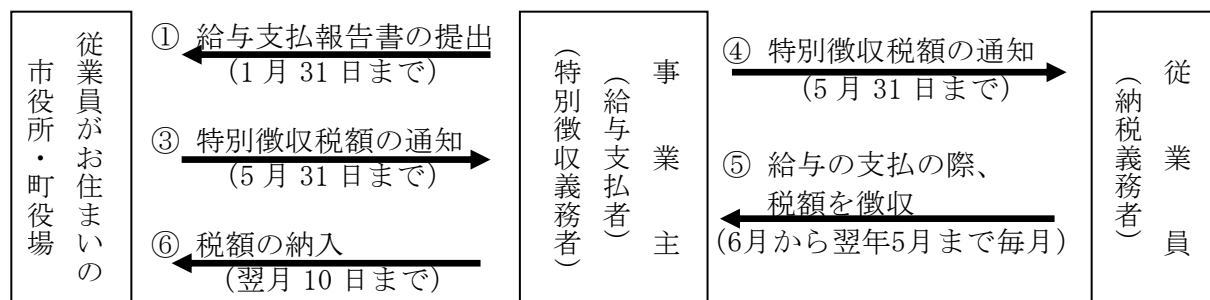 従業員がお住まいの
市役所・町役場
① 給与支払報告書の提出
(1月31日まで)
③ 特別徴収税額の通知
(5月31日まで)
⑥ 税額の納入
(翌月10日まで)
事業主
(給与支払者)
(特別徴収義務者)
④ 特別徴収税額の通知
(5月31日まで)
⑤ 給与の支払の際、
税額を徴収
(6月から翌年5月まで毎月)
従業員
(納税義務者)